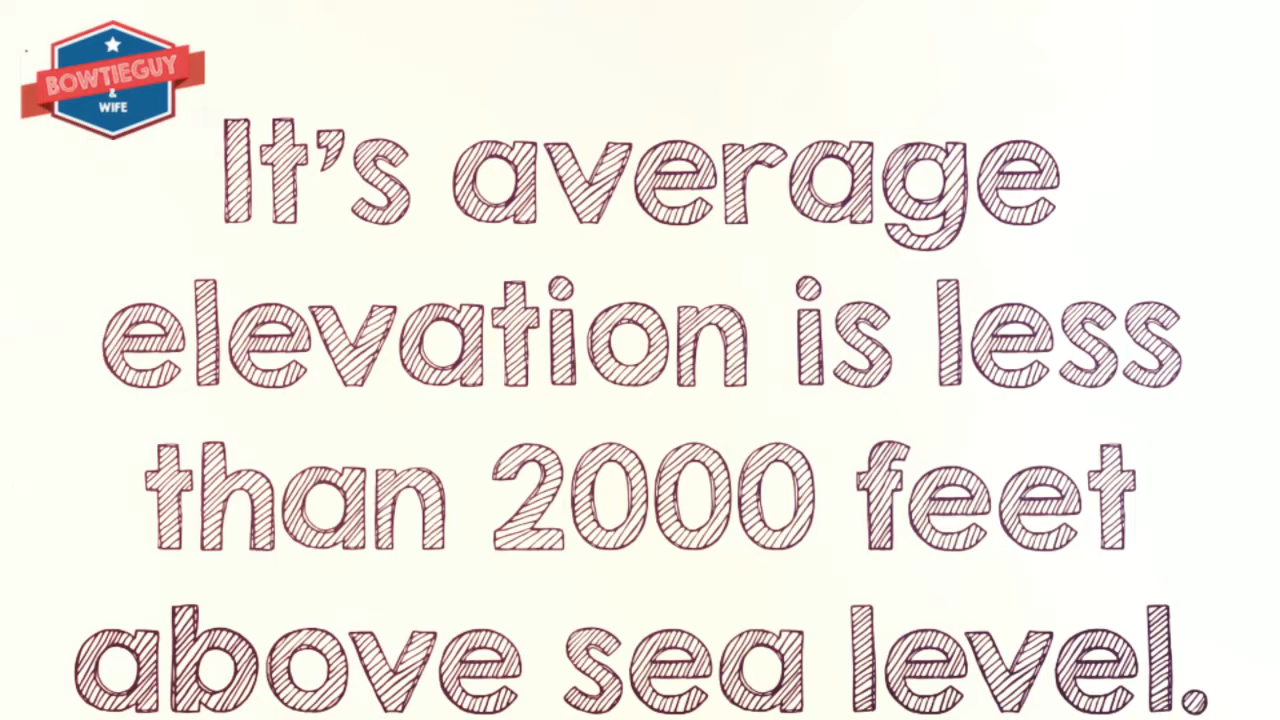 BOWTIEGUY
&
WIFE
It's average
elevation is less
than 2000 feet
above sea level.